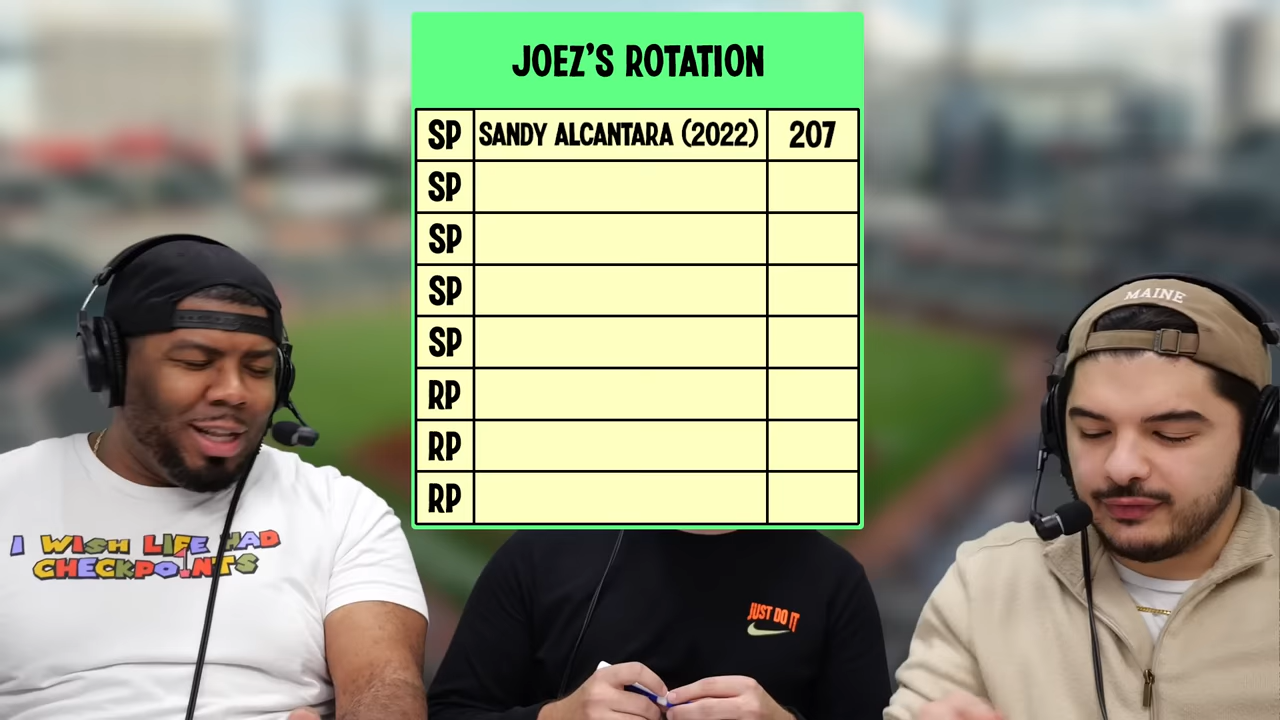 JOEZ'S ROTATION
SP SANDY ALCANTARA (2022) 207
SP
SP
SP
SP
RP
RP
RP
MAINE
I WISH LIFE HAD
CHECKPOINTS
JUST DO IT